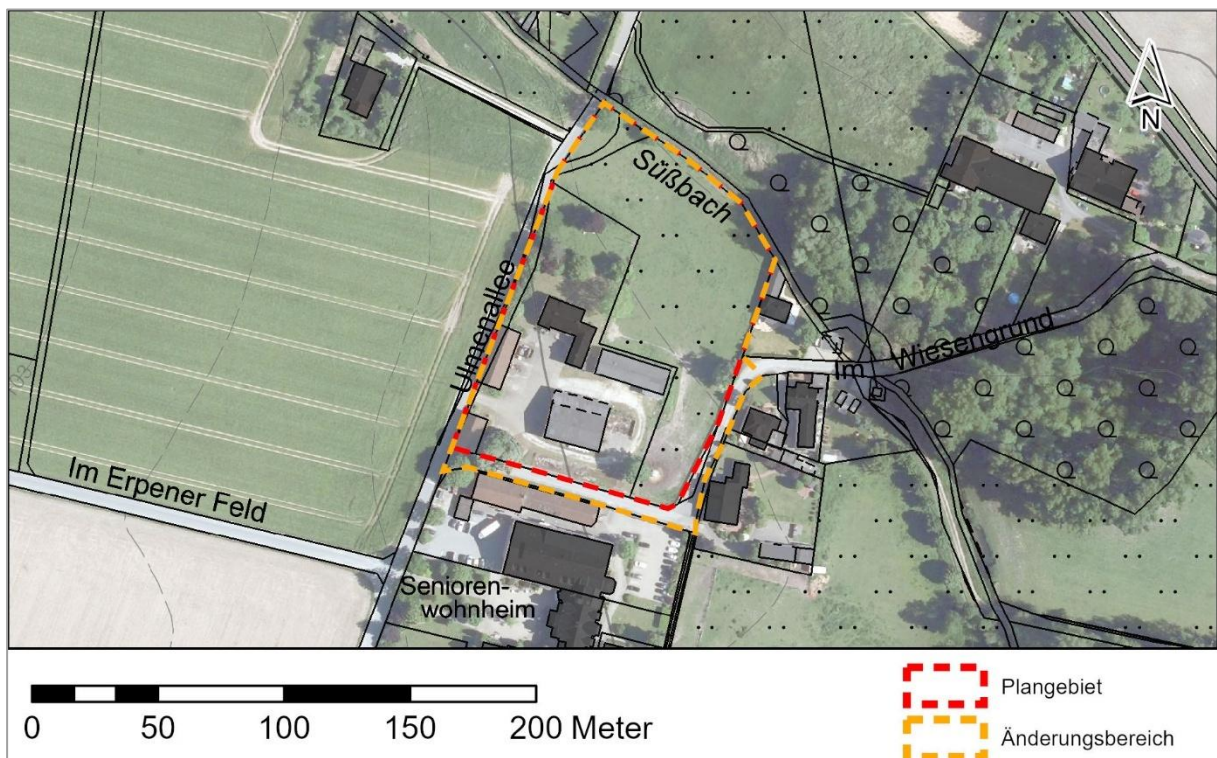 N
Süßbach
Ulmenallee
Im Wiesengrund
Im Erpener Feld
Senioren-
wohnheim
0 50 100 150 200 Meter
Plangebiet
Änderungsbereich